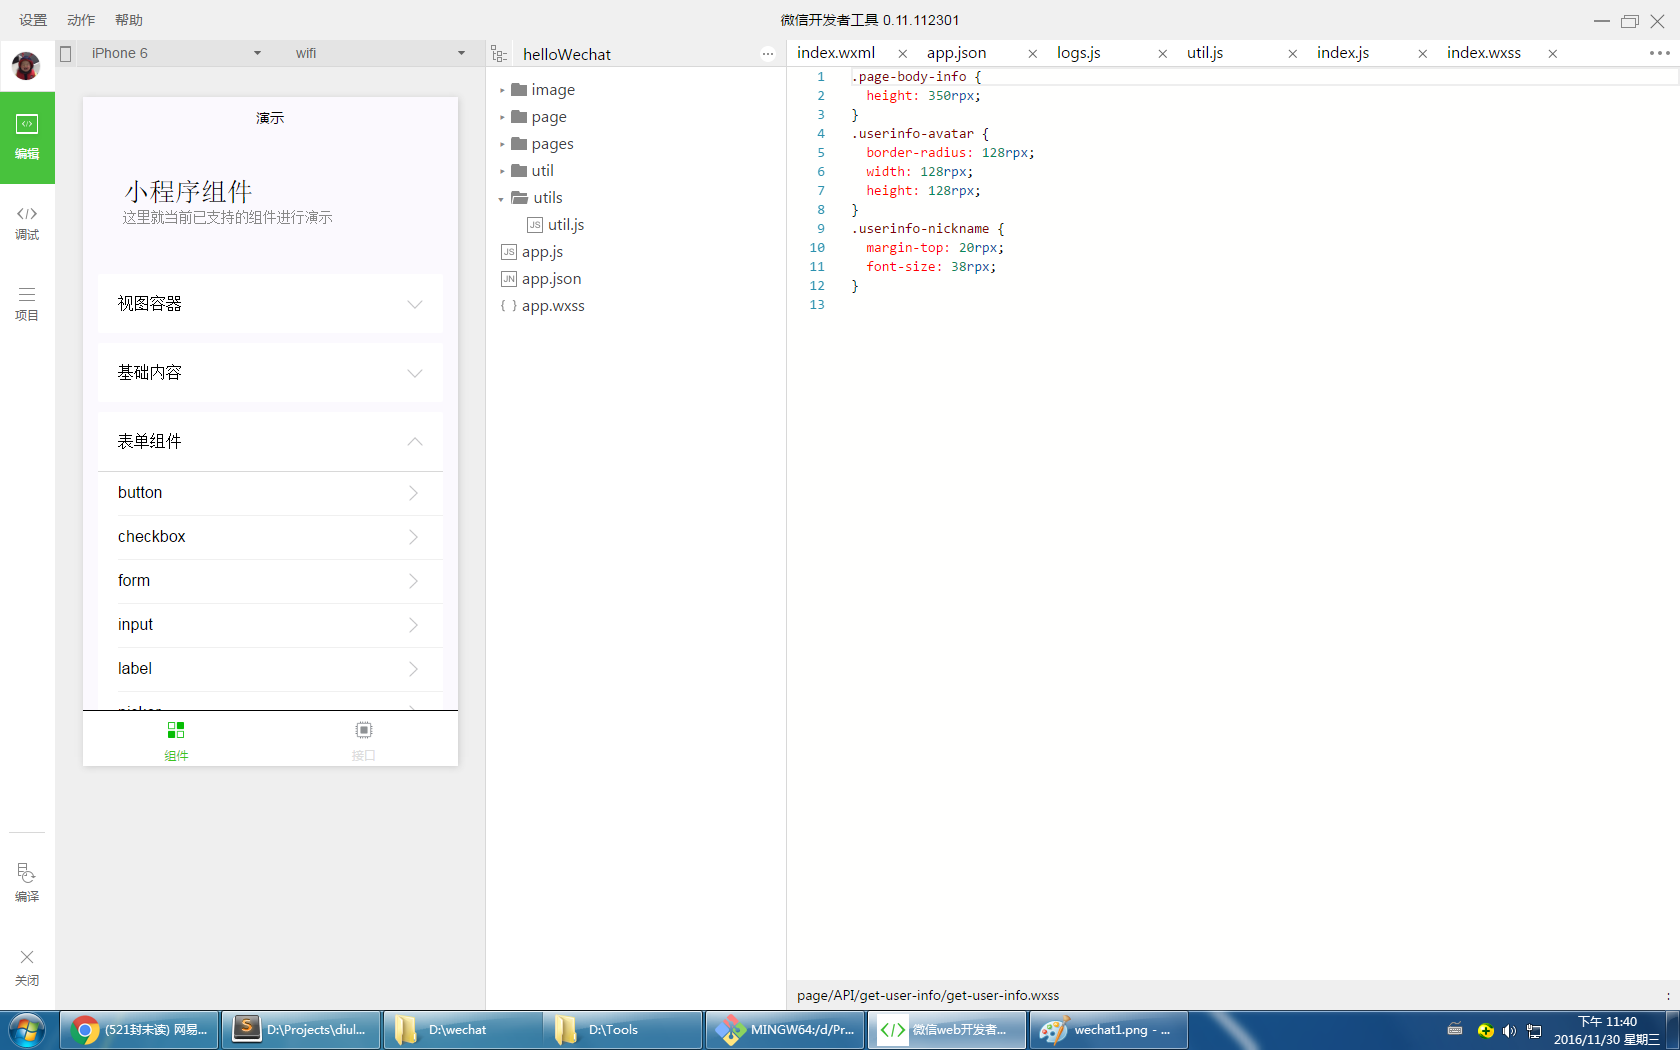 设置 动作 帮助
微信开发者工具 0.11.112301
iPhone 6
wifi
编辑
调试
项目
编译
关闭
演示
小程序组件
这里就当前已支持的组件进行演示
视图容器
基础内容
表单组件
button
checkbox
form
input
label
picker
组件
接口
helloWechat
image
page
pages
util
utils
JS util.js
JS app.js
JN app.json
{ } app.wxss
index.wxml
app.json
logs.js
util.js
index.js
index.wxss
1 .page-body-info {
2   height: 350rpx;
3 }
4 .userinfo-avatar {
5   border-radius: 128rpx;
6   width: 128rpx;
7   height: 128rpx;
8 }
9 .userinfo-nickname {
10   margin-top: 20rpx;
11   font-size: 38rpx;
12 }
13
page/API/get-user-info/get-user-info.wxss
(521封未读) 网易...
D:\Projects\diul...
D:\wechat
D:\Tools
MINGW64:/d/Pr...
微信web开发者...
wechat1.png - ...
下午 11:40
2016/11/30 星期三